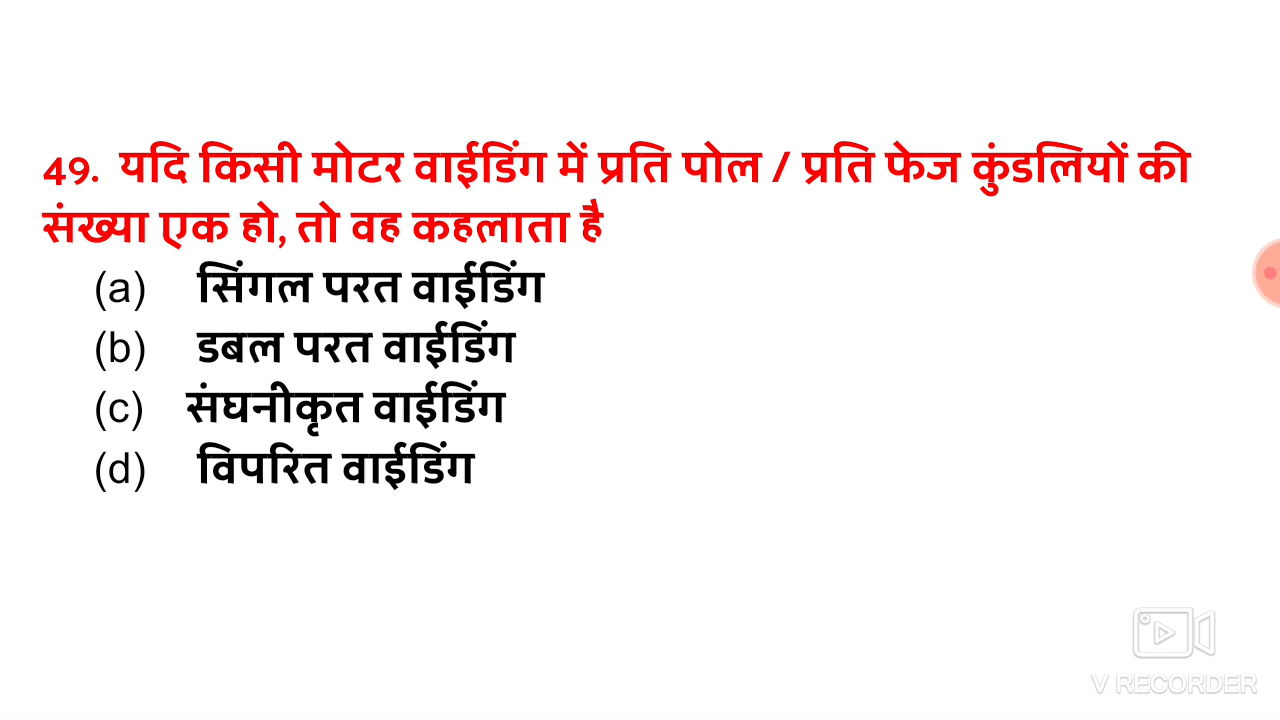 49. यदि किसी मोटर वाईडिंग में प्रति पोल / प्रति फेज कुंडलियों की
संख्या एक हो, तो वह कहलाता है
(a) सिंगल परत वाईडिंग
(b) डबल परत वाईडिंग
(c) संघनीकृत वाईडिंग
(d) विपरित वाईडिंग
V RECORDER